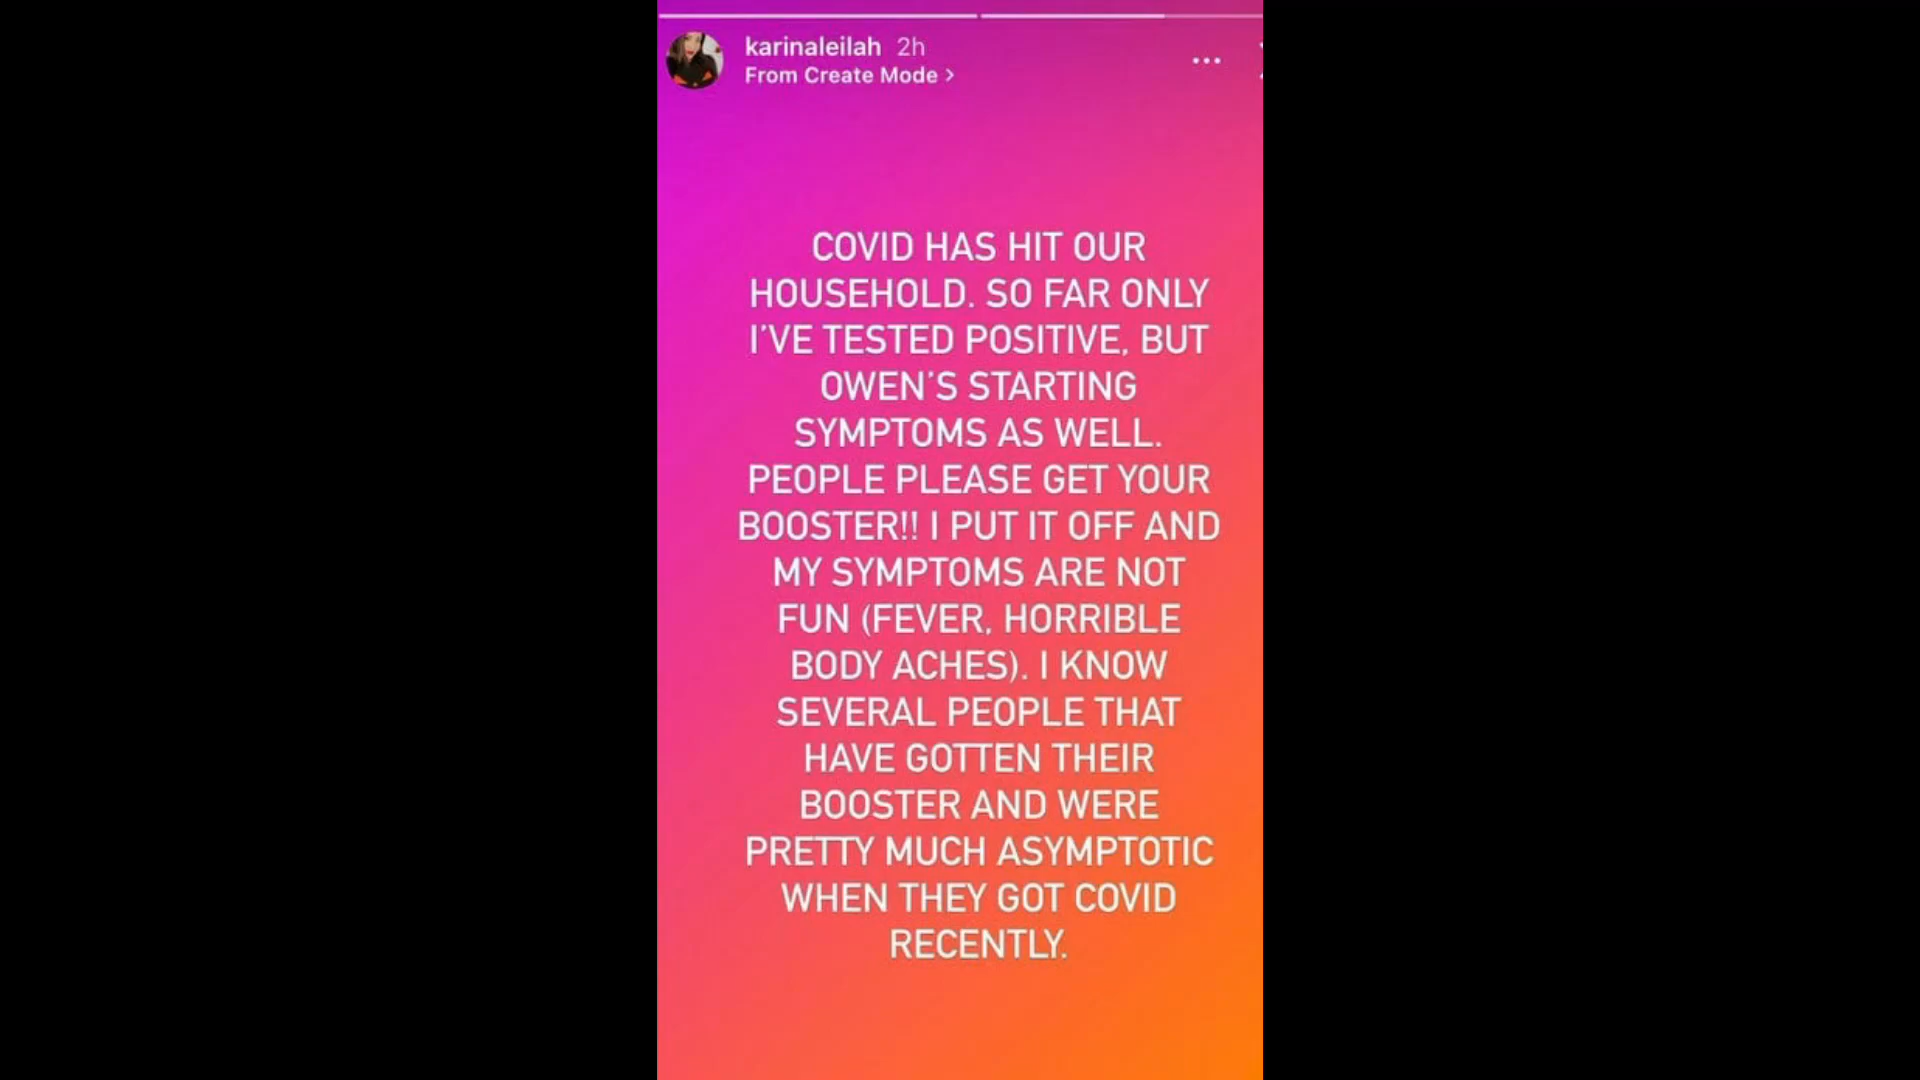 karinaleilah 2h
From Create Mode >
COVID HAS HIT OUR
HOUSEHOLD. SO FAR ONLY
I'VE TESTED POSITIVE, BUT
OWEN'S STARTING
SYMPTOMS AS WELL.
PEOPLE PLEASE GET YOUR
BOOSTER!! I PUT IT OFF AND
MY SYMPTOMS ARE NOT
FUN (FEVER, HORRIBLE
BODY ACHES). I KNOW
SEVERAL PEOPLE THAT
HAVE GOTTEN THEIR
BOOSTER AND WERE
PRETTY MUCH ASYMPTOTIC
WHEN THEY GOT COVID
RECENTLY.